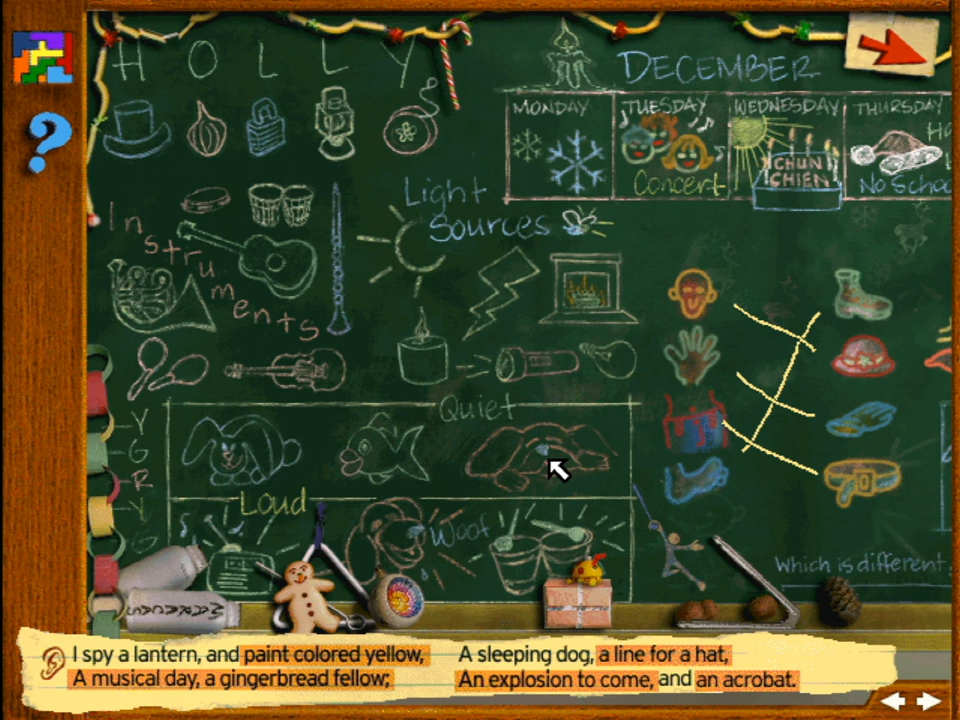 H O L L Y
DECEMBER
MONDAY TUESDAY WEDNESDAY THURSDAY
Concert
CHUN
CHIEN
No Schoo
Instruments
Light
Sources
Quiet
Y
G
R
Y
G
Loud
Woof
Which is different
I spy a lantern, and paint colored yellow,
A musical day, a gingerbread fellow;
A sleeping dog, a line for a hat,
An explosion to come, and an acrobat.